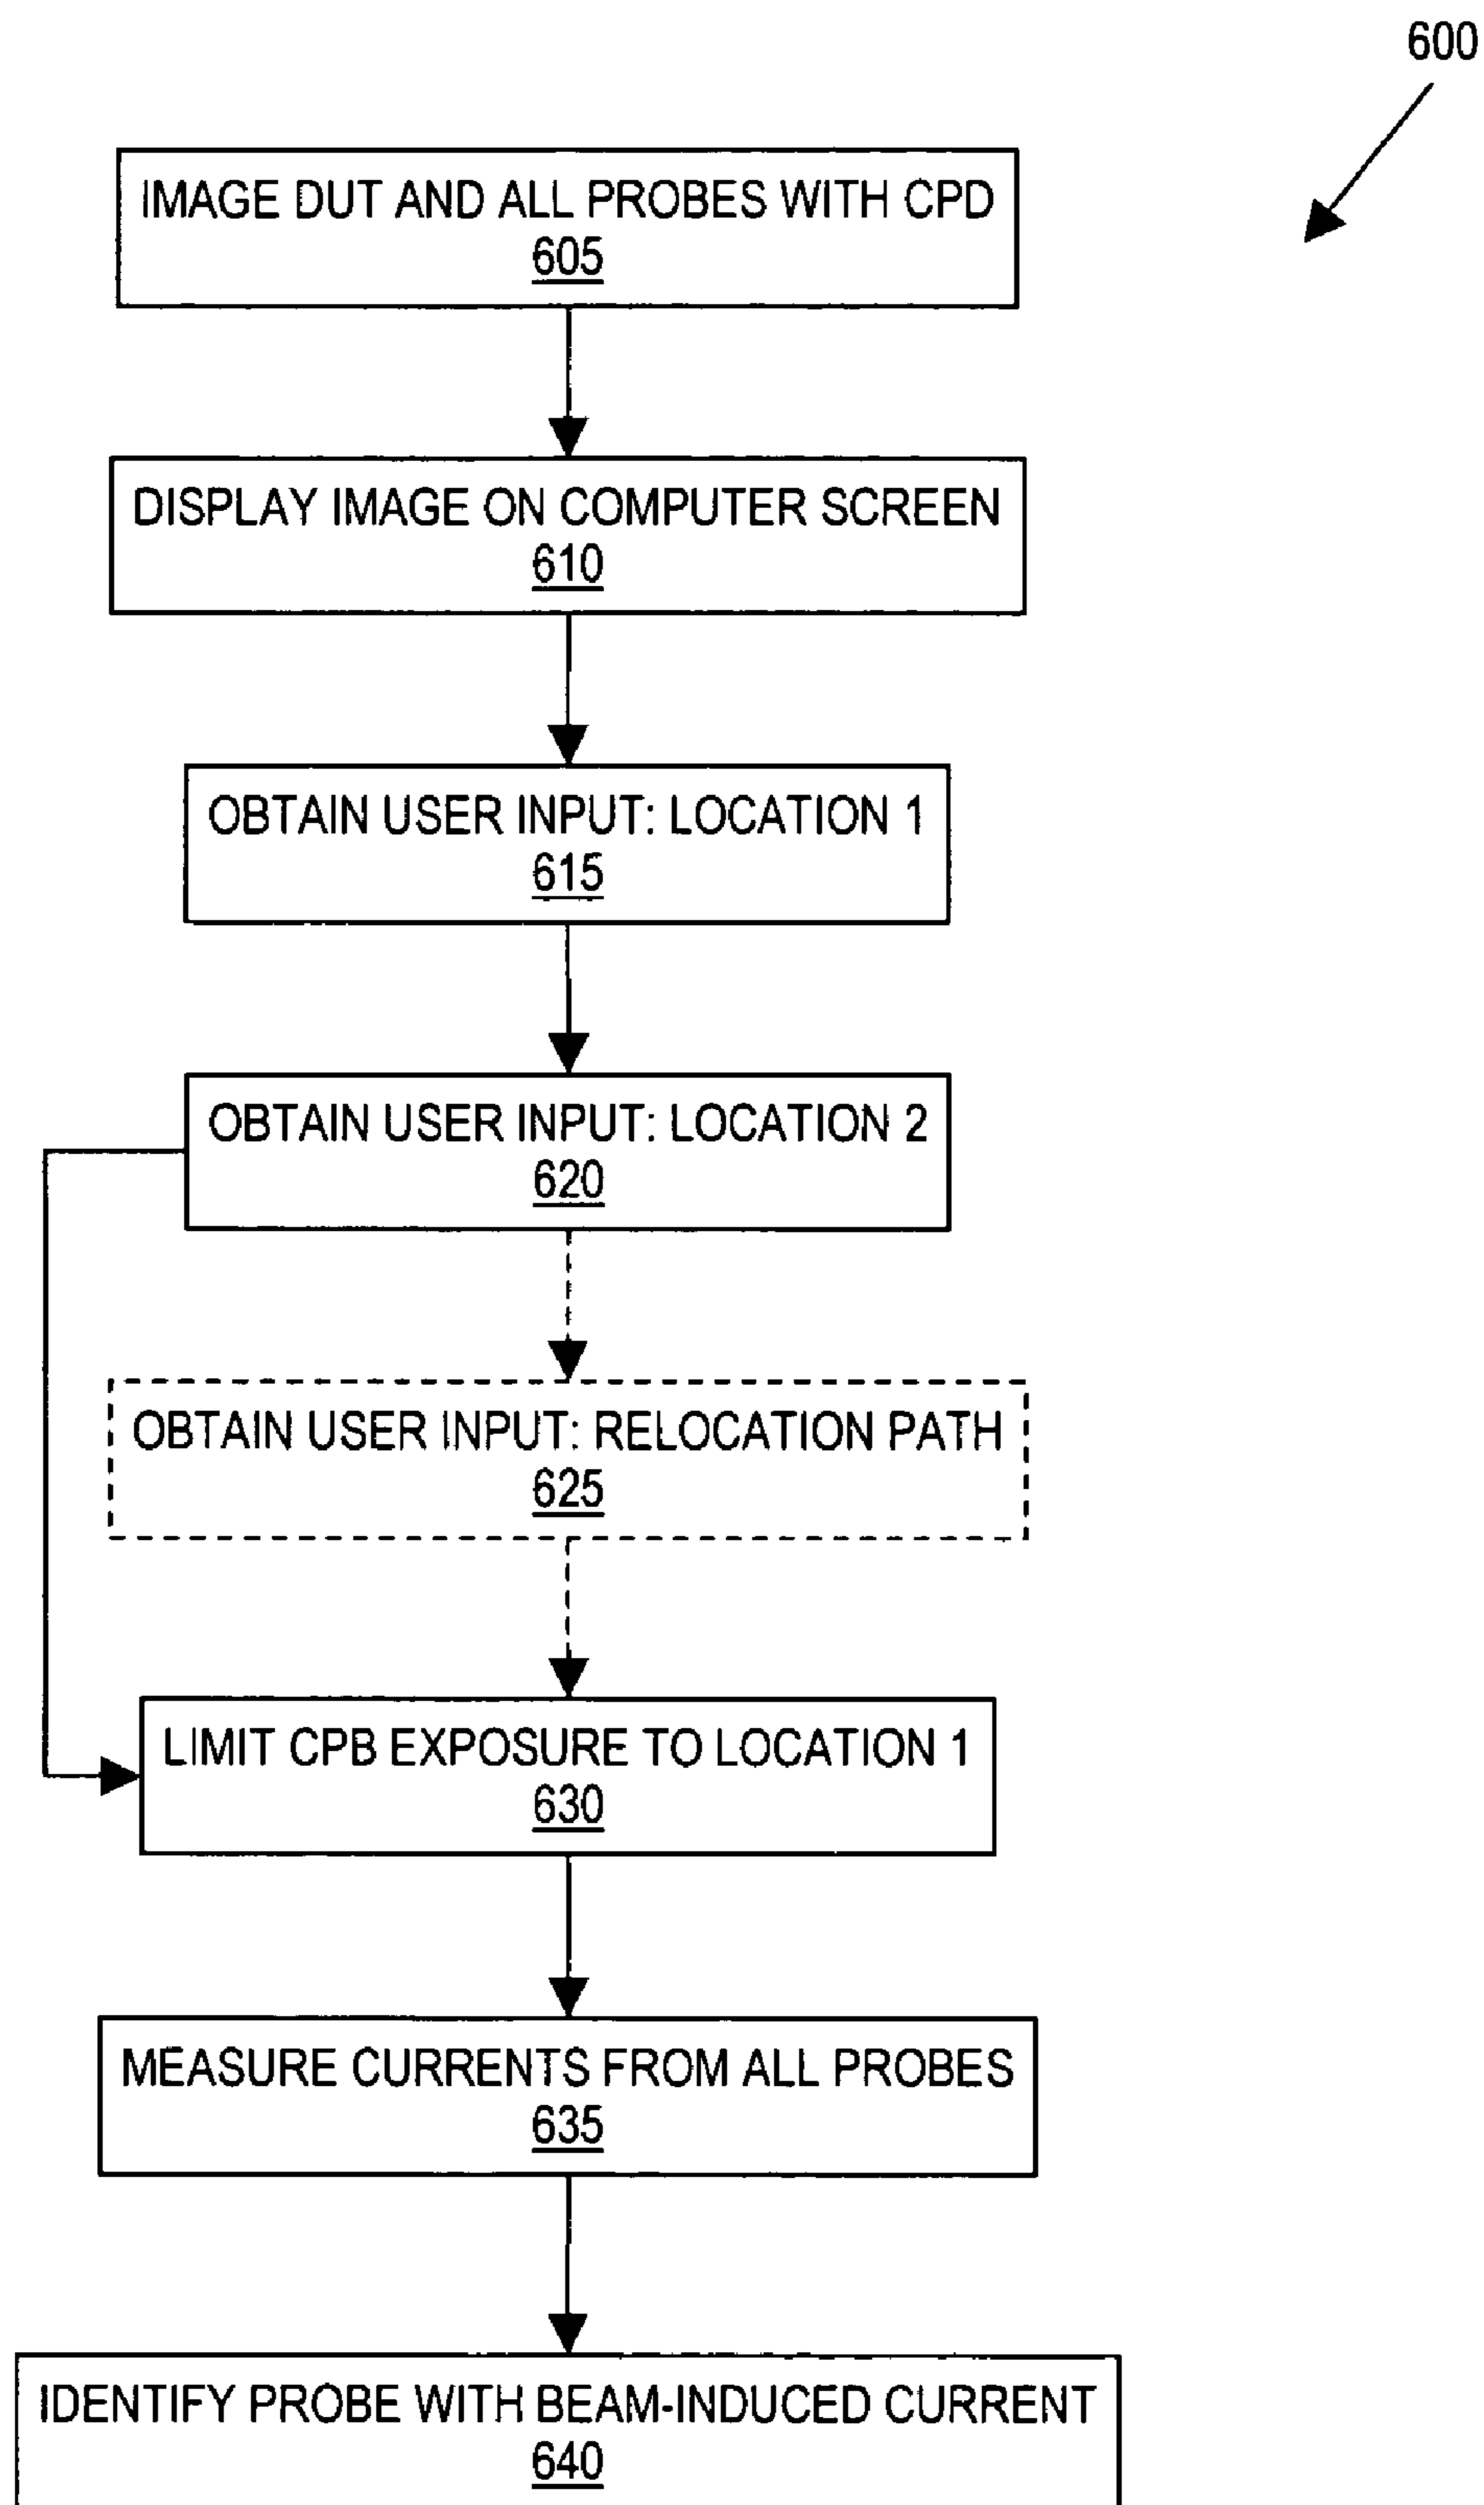 600
IMAGE DUT AND ALL PROBES WITH CPD
605
DISPLAY IMAGE ON COMPUTER SCREEN
610
OBTAIN USER INPUT: LOCATION 1
615
OBTAIN USER INPUT: LOCATION 2
620
OBTAIN USER INPUT: RELOCATION PATH
625
LIMIT CPB EXPOSURE TO LOCATION 1
630
MEASURE CURRENTS FROM ALL PROBES
635
IDENTIFY PROBE WITH BEAM-INDUCED CURRENT
640